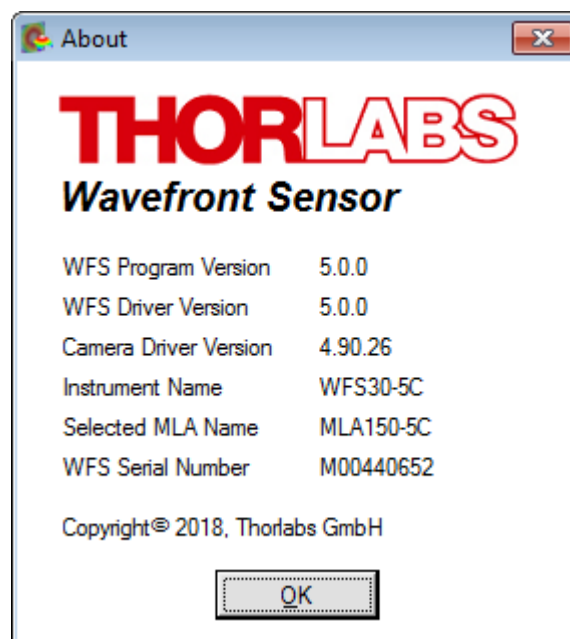 About
THORLABS
Wavefront Sensor
WFS Program Version 5.0.0
WFS Driver Version 5.0.0
Camera Driver Version 4.90.26
Instrument Name WFS30-5C
Selected MLA Name MLA150-5C
WFS Serial Number M00440652
Copyright© 2018, Thorlabs GmbH
OK